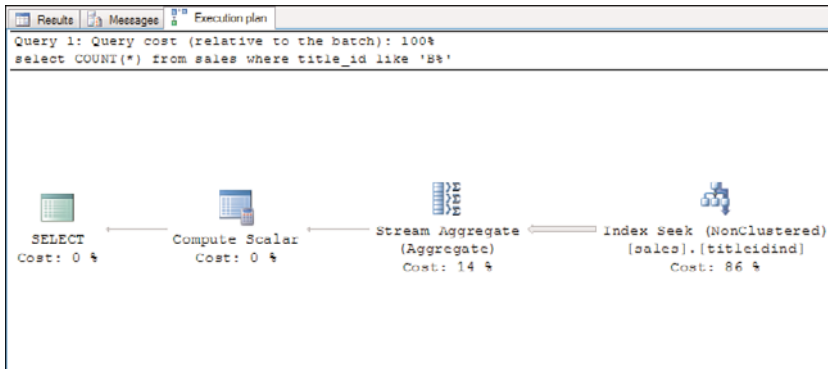 Results Messages Execution plan
Query 1: Query cost (relative to the batch): 100%
select COUNT(*) from sales where title_id like 'B%'
SELECT
Cost: 0 %
Compute Scalar
Cost: 0 %
Stream Aggregate
(Aggregate)
Cost: 14 %
Index Seek (NonClustered)
[sales].[titleidind]
Cost: 86 %